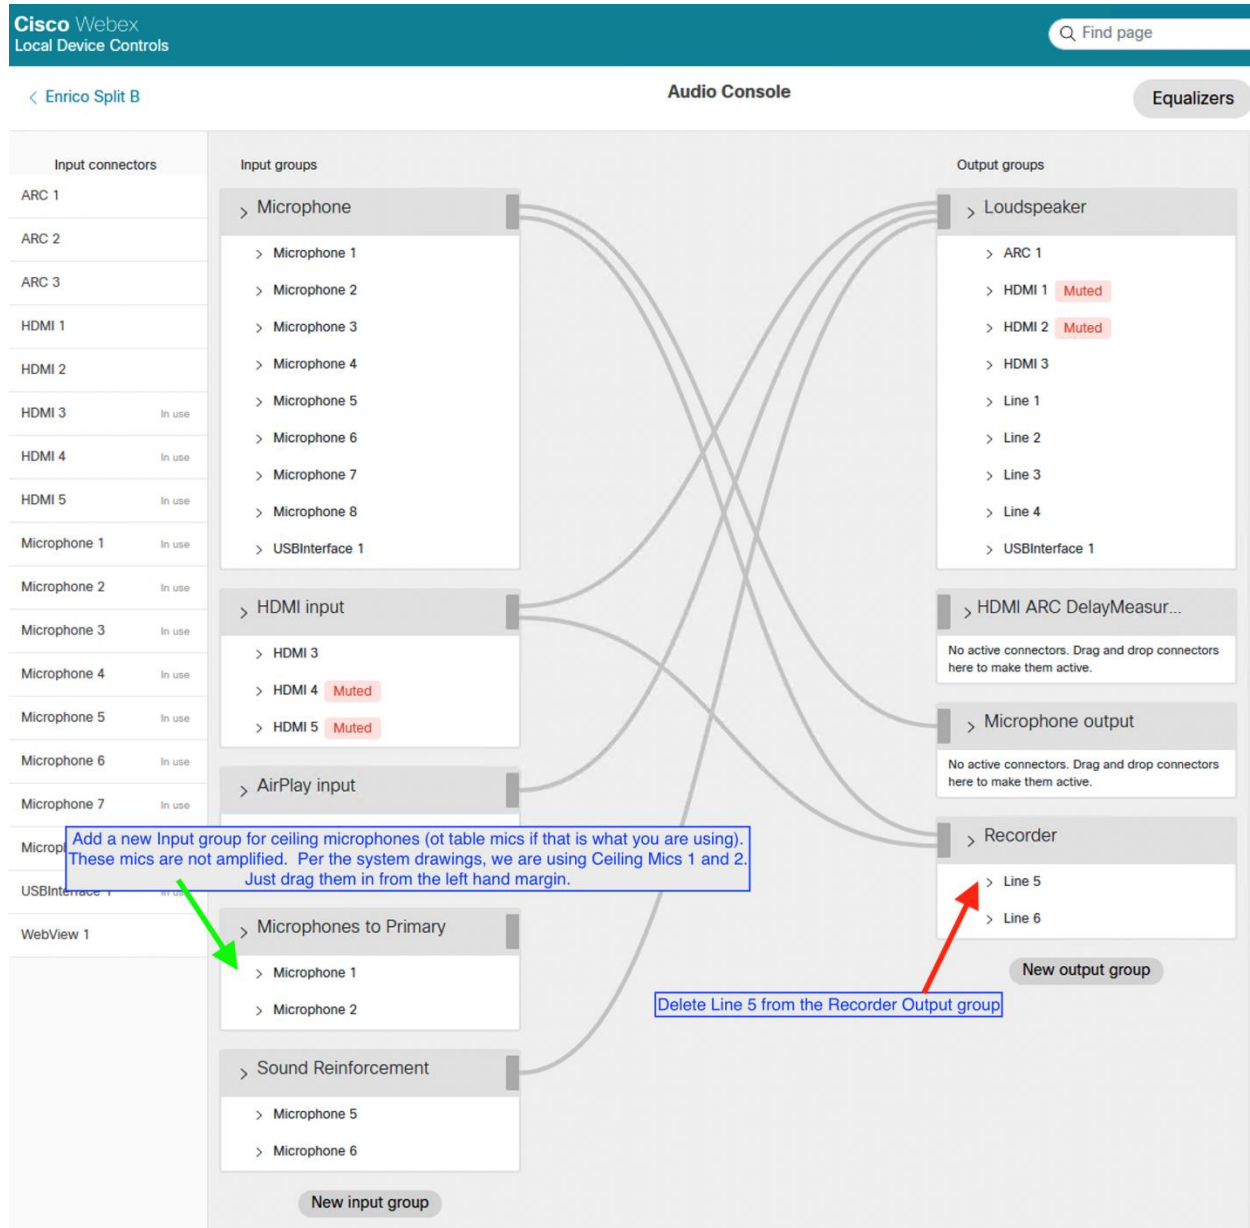 Cisco Webex
Local Device Controls
Find page
Enrico Split B
Audio Console
Equalizers
Input connectors
ARC 1
ARC 2
ARC 3
HDMI 1
HDMI 2
HDMI 3 In use
HDMI 4 In use
HDMI 5 In use
Microphone 1 In use
Microphone 2 In use
Microphone 3 In use
Microphone 4 In use
Microphone 5 In use
Microphone 6 In use
Microphone 7 In use
WebView 1
Input groups
Microphone
Microphone 1
Microphone 2
Microphone 3
Microphone 4
Microphone 5
Microphone 6
Microphone 7
Microphone 8
USBInterface 1
HDMI input
HDMI 3
HDMI 4 Muted
HDMI 5 Muted
AirPlay input
Add a new Input group for ceiling microphones (ot table mics if that is what you are using).
These mics are not amplified. Per the system drawings, we are using Ceiling Mics 1 and 2.
Just drag them in from the left hand margin.
Microphones to Primary
Microphone 1
Microphone 2
Sound Reinforcement
Microphone 5
Microphone 6
New input group
Output groups
Loudspeaker
ARC 1
HDMI 1 Muted
HDMI 2 Muted
HDMI 3
Line 1
Line 2
Line 3
Line 4
USBInterface 1
HDMI ARC DelayMeasur...
No active connectors. Drag and drop connectors
here to make them active.
Microphone output
No active connectors. Drag and drop connectors
here to make them active.
Recorder
Line 5
Line 6
New output group
Delete Line 5 from the Recorder Output group